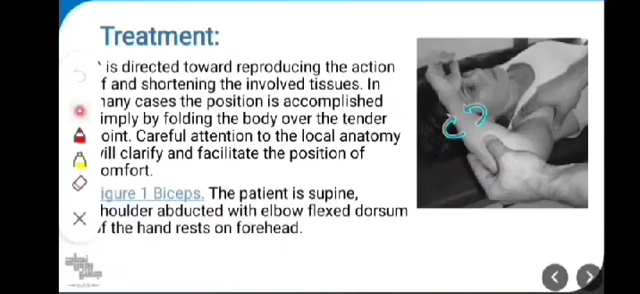 Treatment:
is directed toward reproducing the action
f and shortening the involved tissues. In
any cases the position is accomplished
imply by folding the body over the tender
oint. Careful attention to the local anatomy
ill clarify and facilitate the position of
omfort.
igure 1 Biceps. The patient is supine,
houlder abducted with elbow flexed dorsum
f the hand rests on forehead.